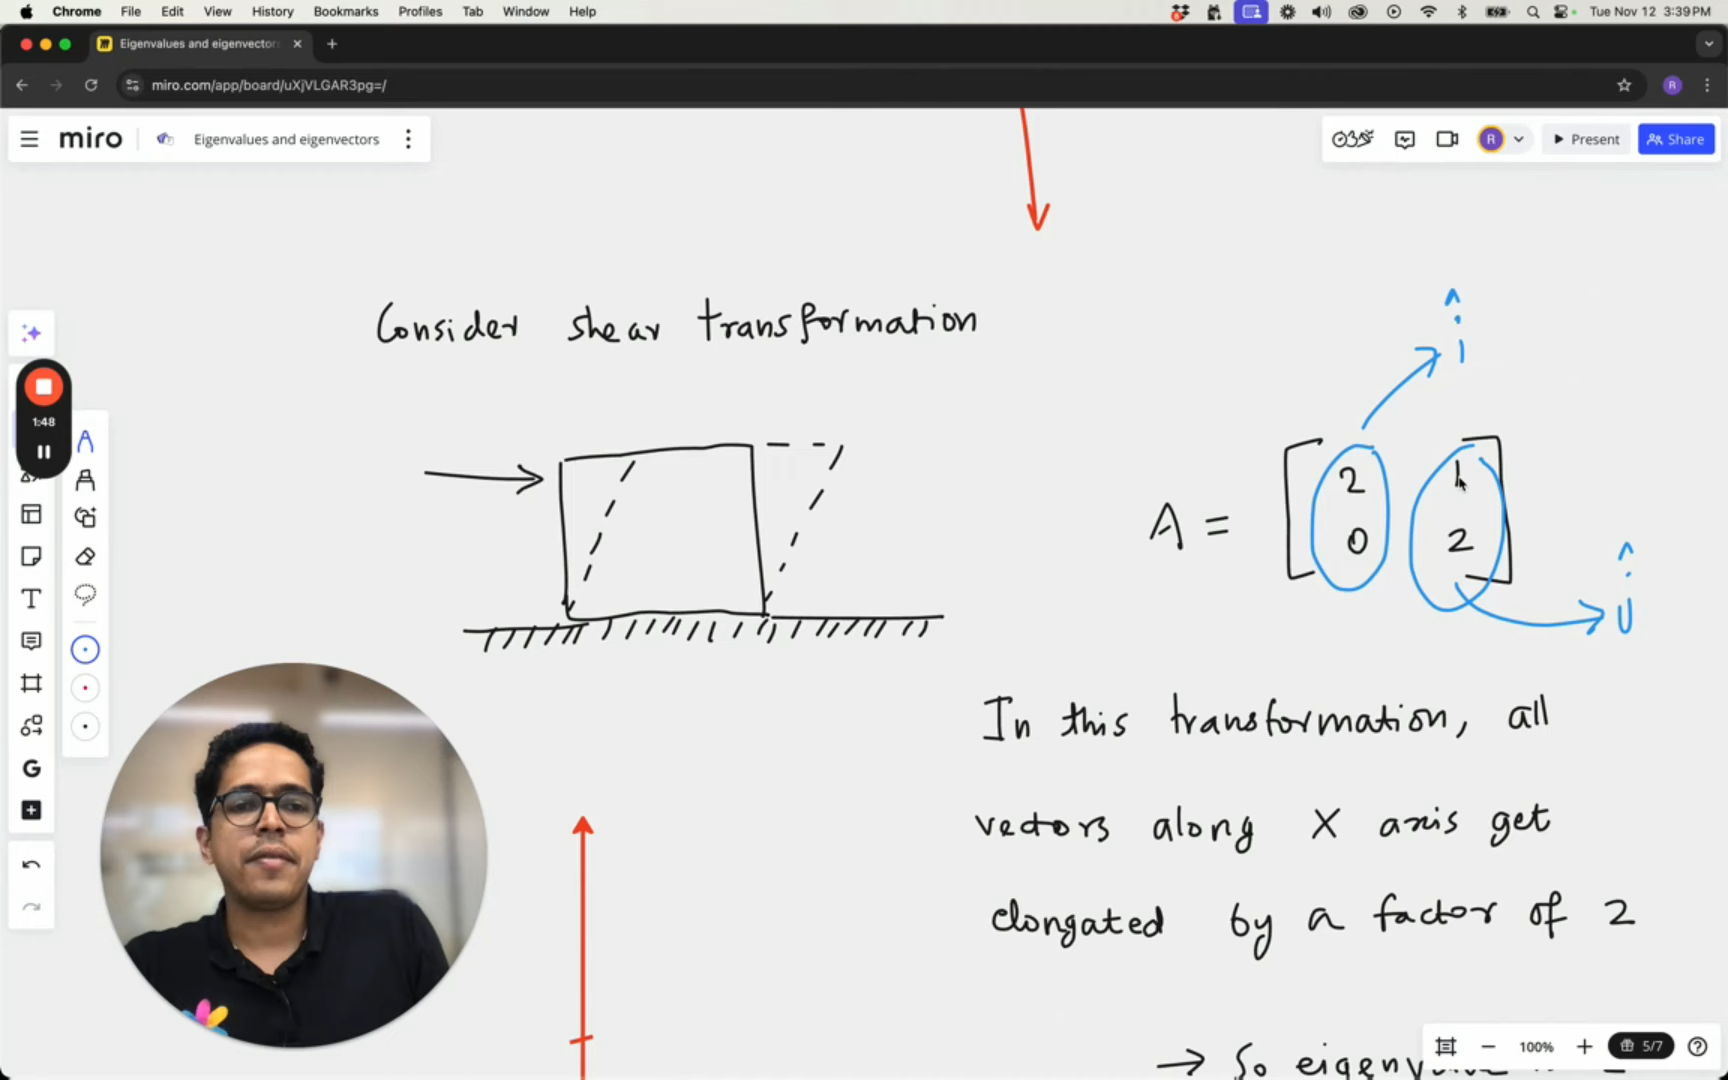 Chrome File Edit View History Bookmarks Profiles Tab Window Help Tue Nov 12 3:39 PM
Eigenvalues and eigenvector
miro.com/app/board/uXjVLGAR3pg=/
R
miro Eigenvalues and eigenvectors
R Present Share
Consider shear transformation
î
1:48
A = [ 2 1
0 2 ]
ĵ
T
G
In this transformation, all
vectors along X axis get
elongated by a factor of 2
→ So
100% 5/7